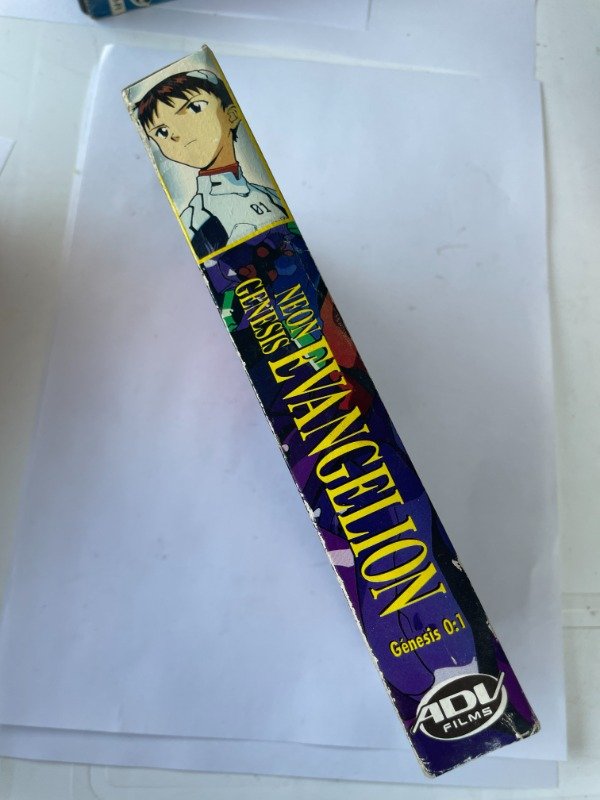 01
NEON
GENESIS
EVANGELION
Génesis 0:1
ADV
FILMS